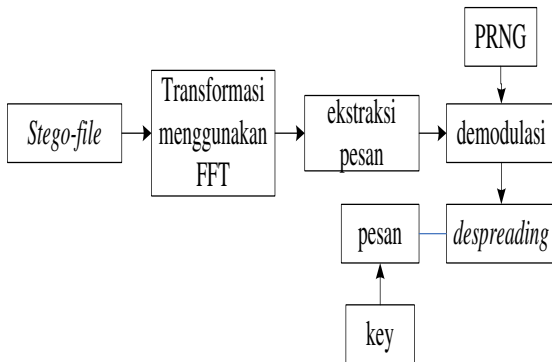 PRNG
Stego-file
Transformasi
menggunakan
FFT
ekstraksi
pesan
demodulasi
pesan
despreading
key